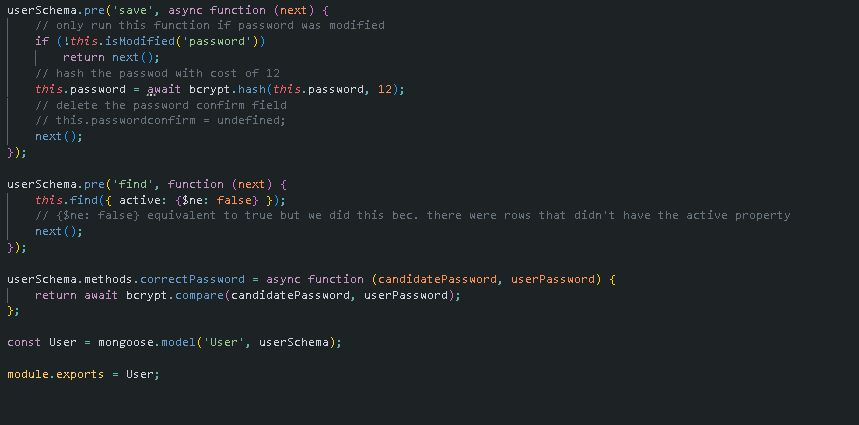 userSchema.pre('save', async function (next) {
// only run this function if password was modified
if (!this.isModified('password'))
return next();
// hash the passwod with cost of 12
this.password = await bcrypt.hash(this.password, 12);
// delete the password confirm field
// this.passwordconfirm = undefined;
next();
});
userSchema.pre('find', function (next) {
this.find({ active: {$ne: false} });
// {$ne: false} equivalent to true but we did this bec. there were rows that didn't have the active property
next();
});
userSchema.methods.correctPassword = async function (candidatePassword, userPassword) {
return await bcrypt.compare(candidatePassword, userPassword);
};
const User = mongoose.model('User', userSchema);
module.exports = User;